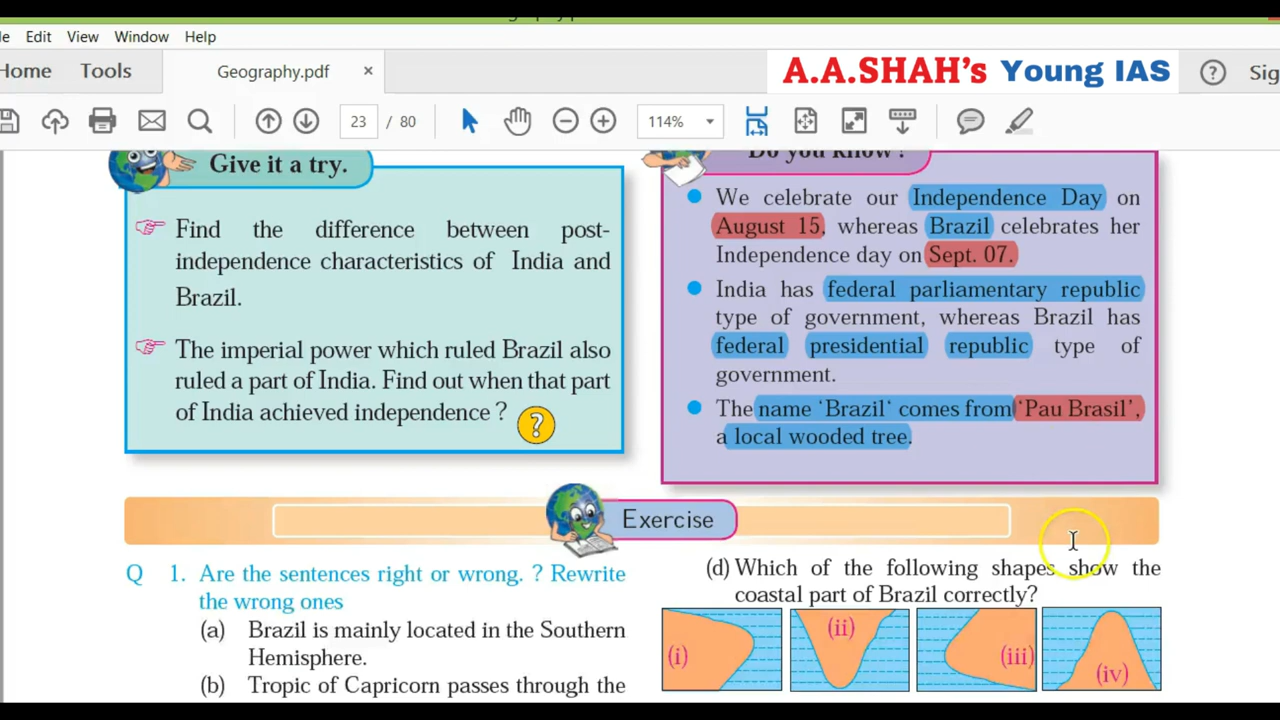 Edit View Window Help
Home Tools Geography.pdf × A.A.SHAH's Young IAS ? Sig
23 / 80 114%
Give it a try.
☞ Find the difference between post-
independence characteristics of India and
Brazil.
☞ The imperial power which ruled Brazil also
ruled a part of India. Find out when that part
of India achieved independence ?
?
Do you know?
• We celebrate our Independence Day on
August 15, whereas Brazil celebrates her
Independence day on Sept. 07.
• India has federal parliamentary republic
type of government, whereas Brazil has
federal presidential republic type of
government.
• The name ‘Brazil‘ comes from ‘Pau Brasil’,
a local wooded tree.
Exercise
Q 1. Are the sentences right or wrong. ? Rewrite
the wrong ones
(a) Brazil is mainly located in the Southern
Hemisphere.
(b) Tropic of Capricorn passes through the
(d) Which of the following shapes show the
coastal part of Brazil correctly?
(i) (ii) (iii) (iv)